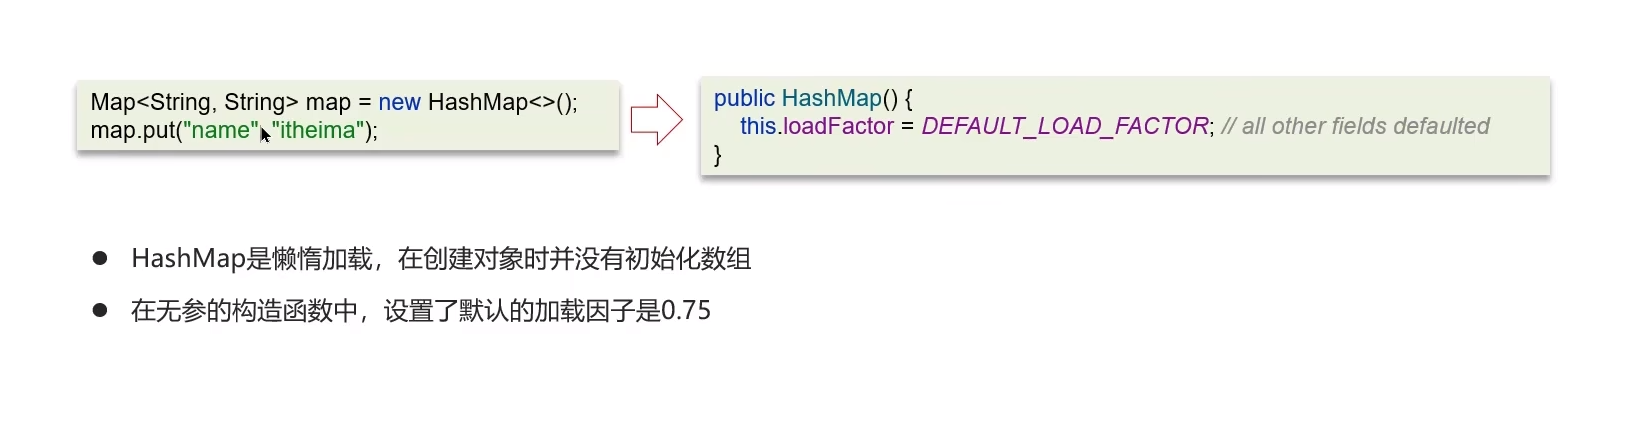 Map<String, String> map = new HashMap<>();
map.put("name", "itheima");
public HashMap() {
this.loadFactor = DEFAULT_LOAD_FACTOR; // all other fields defaulted
}
● HashMap是懒惰加载，在创建对象时并没有初始化数组
● 在无参的构造函数中，设置了默认的加载因子是0.75